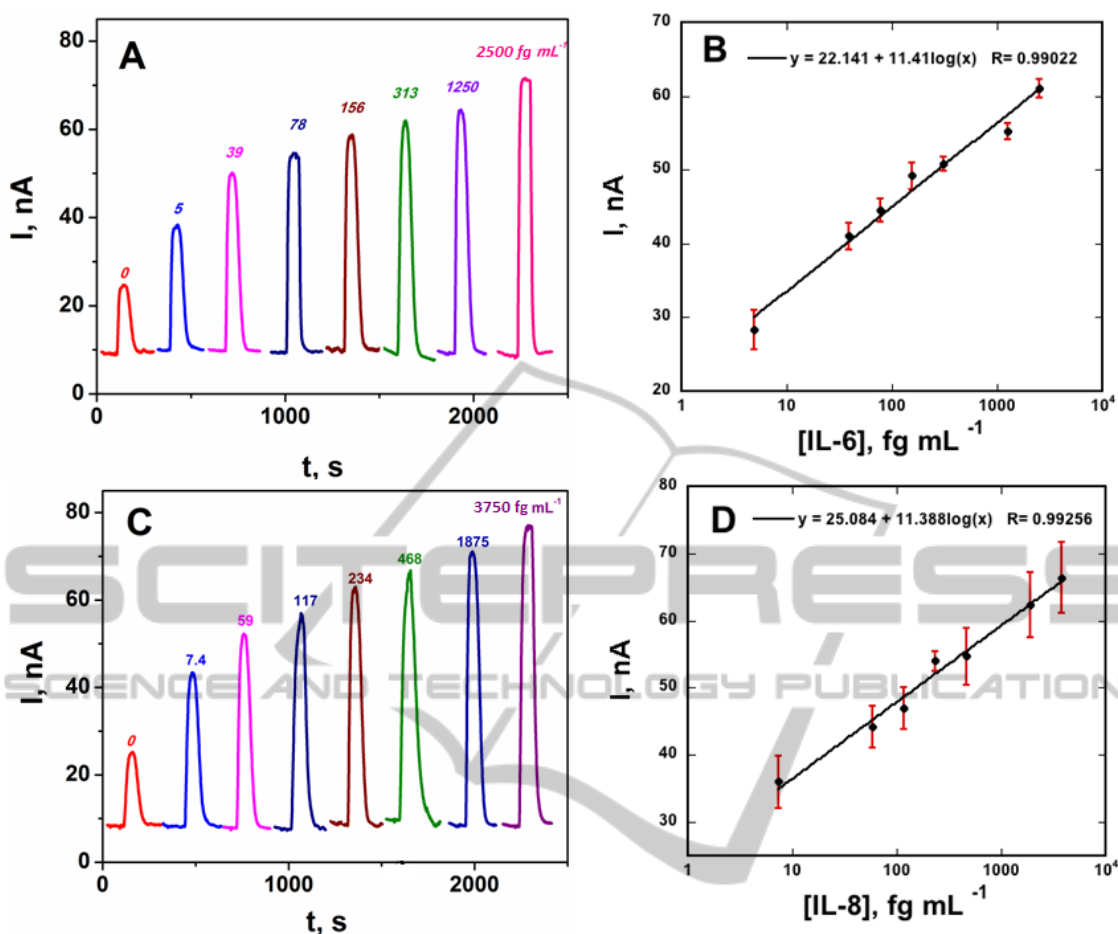 A
80
60
40
20
0
I, nA
0
5
39
78
156
313
1250
2500 fg mL⁻¹
0
1000
2000
t, s
B
y = 22.141 + 11.41log(x) R= 0.99022
70
60
50
40
30
20
I, nA
1
10
100
1000
10⁴
[IL-6], fg mL ⁻¹
C
80
60
40
20
0
I, nA
0
7.4
59
117
234
468
1875
3750 fg mL⁻¹
0
1000
2000
t, s
D
y = 25.084 + 11.388log(x) R= 0.99256
80
70
60
50
40
30
I, nA
1
10
100
1000
10⁴
[IL-8], fg mL ⁻¹
SCITEPRESS
SCIENCE AND TECHNOLOGY PUBLICATIONS